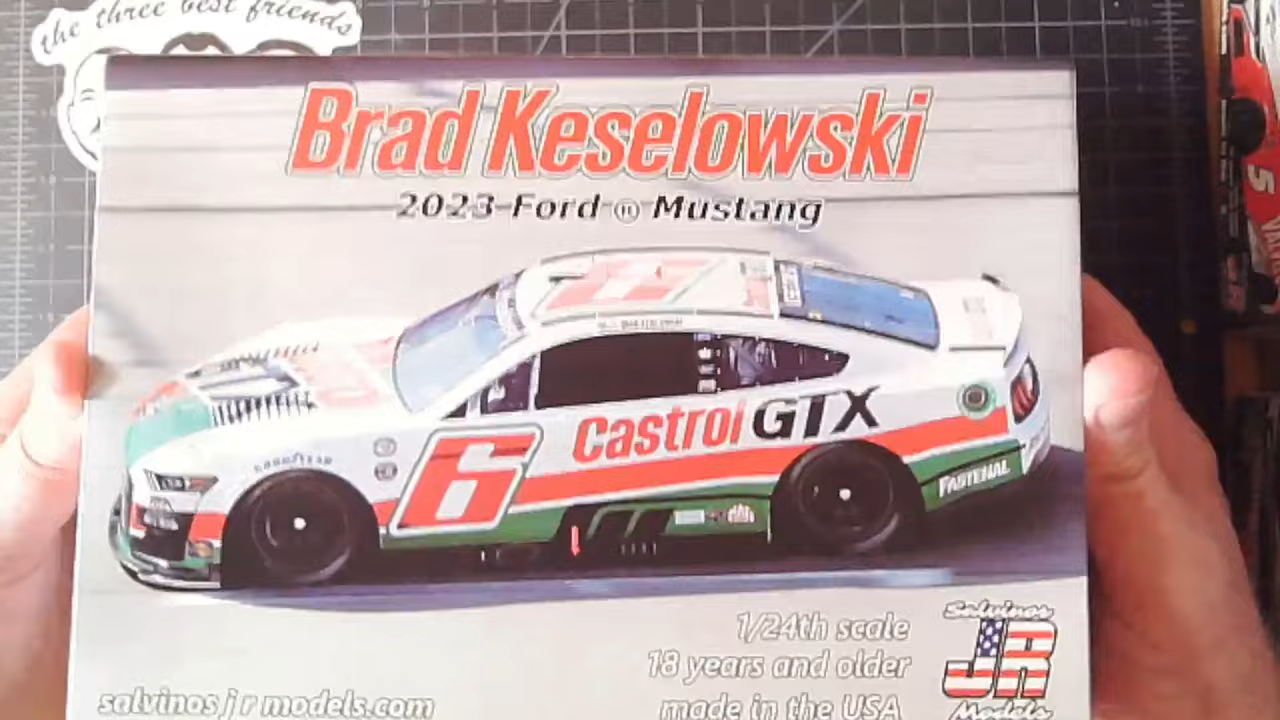 the three best friends
Brad Keselowski
2023 Ford ® Mustang
Castrol GTX
6
GOODYEAR
FASTENAL
5
1/24th scale
18 years and older
made in the USA
salvinos j r models.com
Salvinos
JR
Models